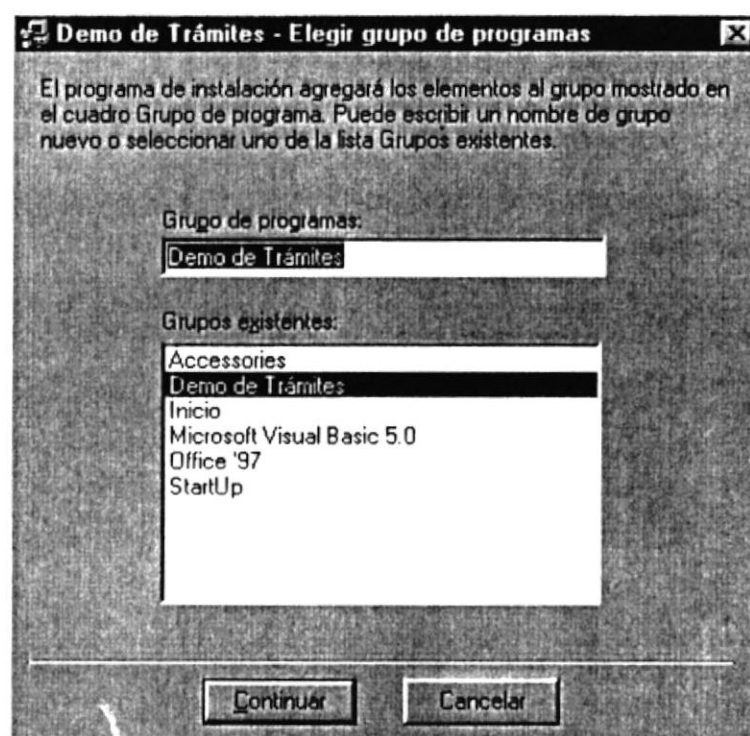 Demo de Trámites - Elegir grupo de programas
El programa de instalación agregará los elementos al grupo mostrado en
el cuadro Grupo de programa. Puede escribir un nombre de grupo
nuevo o seleccionar uno de la lista Grupos existentes.
Grupo de programas:
Demo de Trámites
Grupos existentes:
Accessories
Demo de Trámites
Inicio
Microsoft Visual Basic 5.0
Office '97
StartUp
Continuar
Cancelar